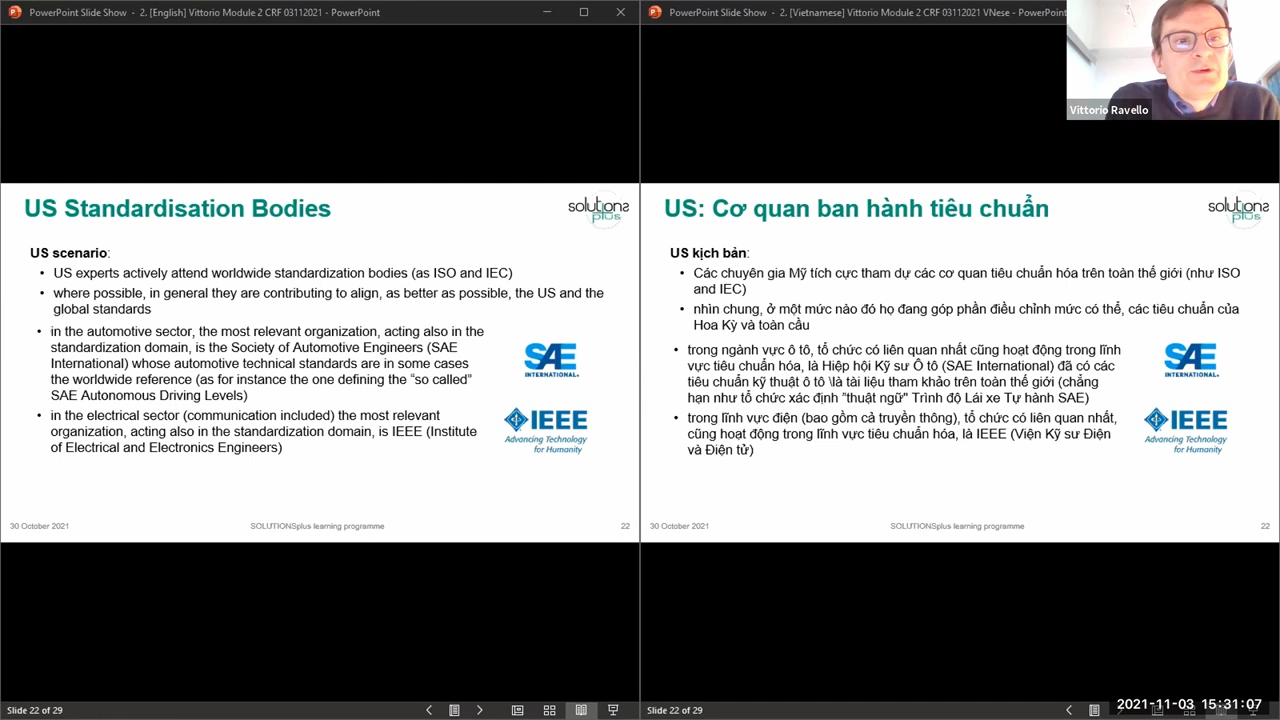 PowerPoint Slide Show - 2. [English] Vittorio Module 2 CRF 03112021 - PowerPoint
US Standardisation Bodies
solutions
plus
US scenario:
• US experts actively attend worldwide standardization bodies (as ISO and IEC)
• where possible, in general they are contributing to align, as better as possible, the US and the
global standards
• in the automotive sector, the most relevant organization, acting also in the
standardization domain, is the Society of Automotive Engineers (SAE
International) whose automotive technical standards are in some cases
the worldwide reference (as for instance the one defining the “so called”
SAE Autonomous Driving Levels)
• in the electrical sector (communication included) the most relevant
organization, acting also in the standardization domain, is IEEE (Institute
of Electrical and Electronics Engineers)
SAE
INTERNATIONAL®
IEEE
Advancing Technology
for Humanity
30 October 2021
SOLUTIONSplus learning programme
22
Slide 22 of 29
PowerPoint Slide Show - 2. [Vietnamese] Vittorio Module 2 CRF 03112021 VNese - PowerPoint
Vittorio Ravello
US: Cơ quan ban hành tiêu chuẩn
solutions
plus
US kịch bản:
• Các chuyên gia Mỹ tích cực tham dự các cơ quan tiêu chuẩn hóa trên toàn thế giới (như ISO
and IEC)
• nhìn chung, ở một mức nào đó họ đang góp phần điều chỉnh mức có thể, các tiêu chuẩn của
Hoa Kỳ và toàn cầu
• trong ngành vực ô tô, tổ chức có liên quan nhất cũng hoạt động trong lĩnh
vực tiêu chuẩn hóa, là Hiệp hội Kỹ sư Ô tô (SAE International) đã có các
tiêu chuẩn kỹ thuật ô tô \là tài liệu tham khảo trên toàn thế giới (chẳng
hạn như tổ chức xác định ”thuật ngữ" Trình độ Lái xe Tự hành SAE)
• trong lĩnh vực điện (bao gồm cả truyền thông), tổ chức có liên quan nhất,
cũng hoạt động trong lĩnh vực tiêu chuẩn hóa, là IEEE (Viện Kỹ sư Điện
và Điện tử)
SAE
INTERNATIONAL®
IEEE
Advancing Technology
for Humanity
30 October 2021
SOLUTIONSplus learning programme
22
Slide 22 of 29
2021-11-03 15:31:07